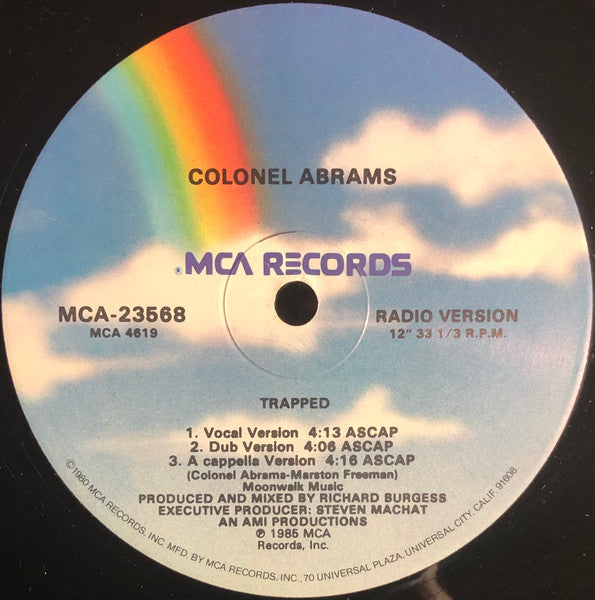 COLONEL ABRAMS
®MCA RECORDS
MCA-23568
MCA 4619
RADIO VERSION
12" 33 1/3 R.P.M.
TRAPPED
1. Vocal Version 4:13 ASCAP
2. Dub Version 4:06 ASCAP
3. A cappella Version 4:16 ASCAP
(Colonel Abrams-Marston Freeman)
Moonwalk Music
PRODUCED AND MIXED BY RICHARD BURGESS
EXECUTIVE PRODUCER: STEVEN MACHAT
AN AMI PRODUCTIONS
℗ 1985 MCA
Records, Inc.
©1980 MCA RECORDS, INC. MFD. BY MCA RECORDS, INC., 70 UNIVERSAL PLAZA, UNIVERSAL CITY, CALIF. 91608